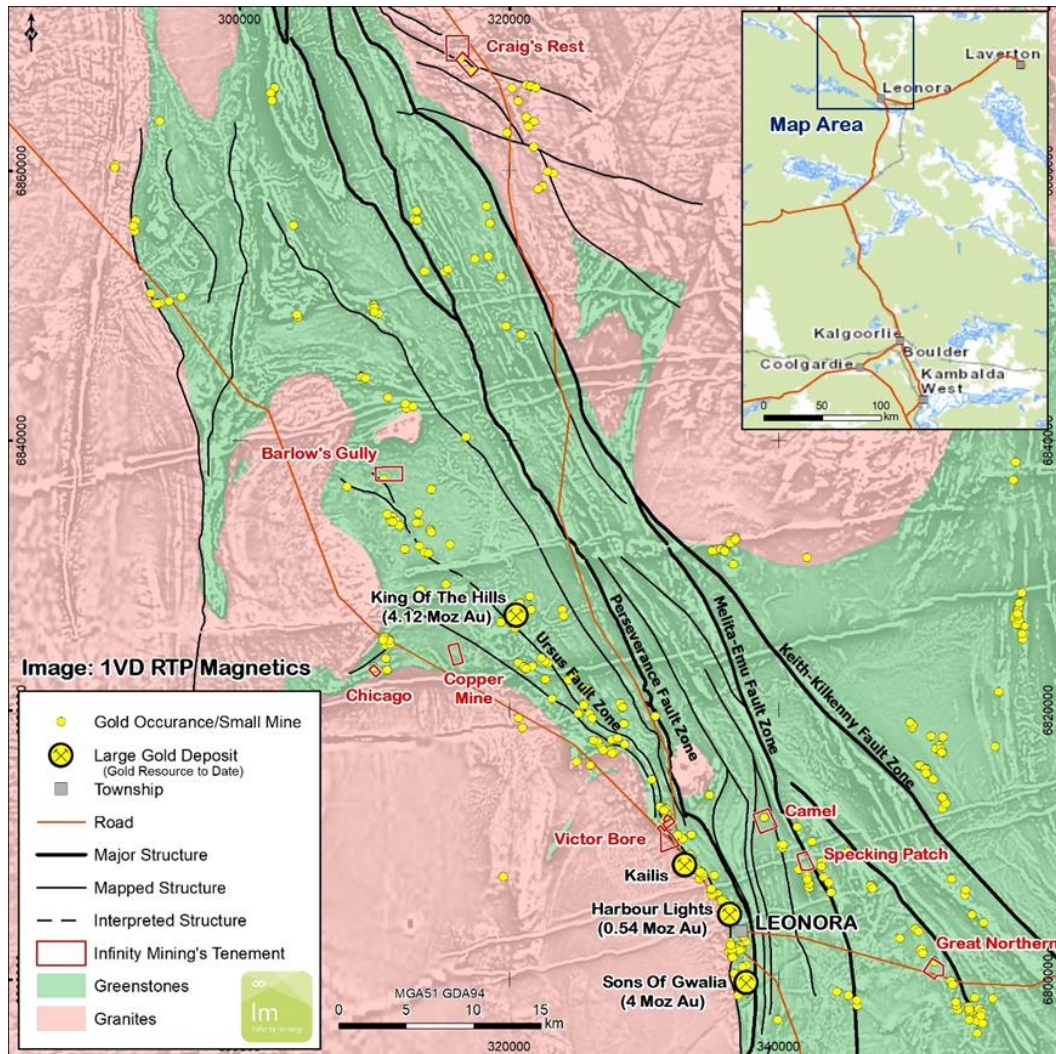 300000
320000
Craig's Rest
Laverton
Leonora
Map Area
6860000
Kalgoorlie
Boulder
Coolgardie
Kambalda
West
0 50 100
km
6840000
6840000
Barlow's Gully
King Of The Hills
(4.12 Moz Au)
Ursus Fault Zone
Perseverance Fault Zone
Melita-Emu Fault Zone
Keith-Kilkenny Fault Zone
Image: 1VD RTP Magnetics
Chicago
Copper
Mine
6820000
Gold Occurance/Small Mine
Large Gold Deposit
(Gold Resource to Date)
Township
Road
Major Structure
Mapped Structure
Interpreted Structure
Infinity Mining's Tenement
Greenstones
Granites
Im
Camel
Victor Bore
Specking Patch
Kailis
Harbour Lights
(0.54 Moz Au)
LEONORA
Great Northern
Sons Of Gwalia
(4 Moz Au)
6800000
MGA51 GDA94
0 5 10 15
km
320000
340000